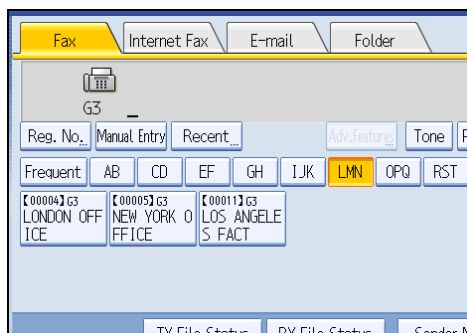 Fax Internet Fax E-mail Folder
G3 _
Reg. No. Manual Entry Recent Adv.Features Tone
Frequent AB CD EF GH IJK LMN OPQ RST
【00004】G3 【00005】G3 【00011】G3
LONDON OFF NEW YORK O LOS ANGELE
ICE FFICE S FACT
TX File Status RX File Status Sender N